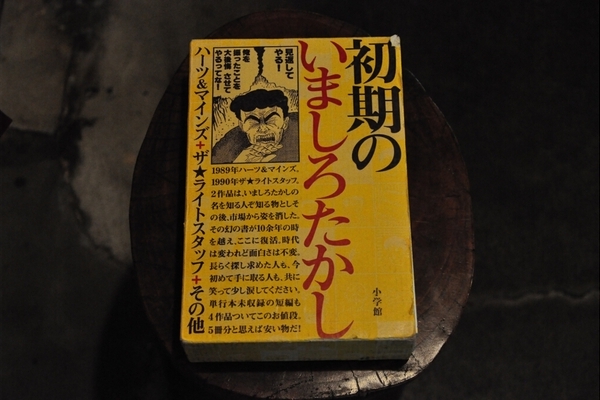 初期の
いましろたかし
小学館
見返して
やる!
俺を
振ったことを
大後悔させて
やるってなー
1989年ハーツ&マインズ。
1990年ザ★ライトスタッフ。
2作品は、いましろたかしの
名を知る人ぞ知る物としそ
の後、市場から姿を消した。
その幻の書が10余年の時
を越え、ここに復活。時代
は変われど面白さは不変。
長らく探し求めた人も、今
初めて手に取る人も、共に
笑って少し涙してください。
単行本未収録の短編も
4作品ついてこのお値段。
5冊分と思えば安い物だ!
ハーツ&マインズ+ザ★ライトスタッフ+その他